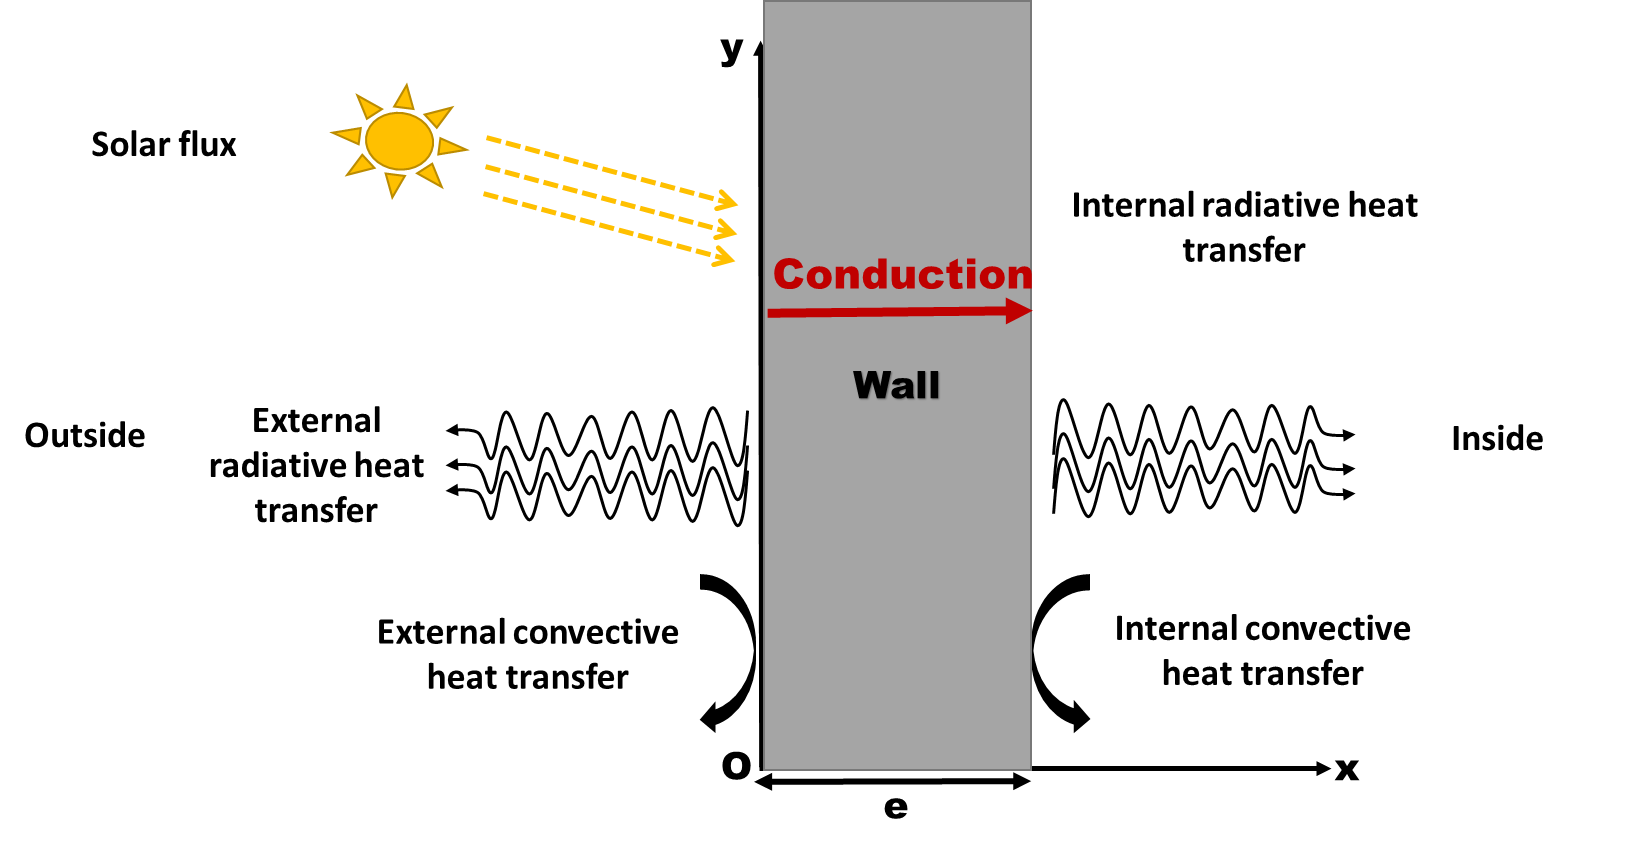 y
Solar flux
Internal radiative heat
transfer
Conduction
Wall
Outside
External
radiative heat
transfer
Inside
External convective
heat transfer
Internal convective
heat transfer
O
x
e